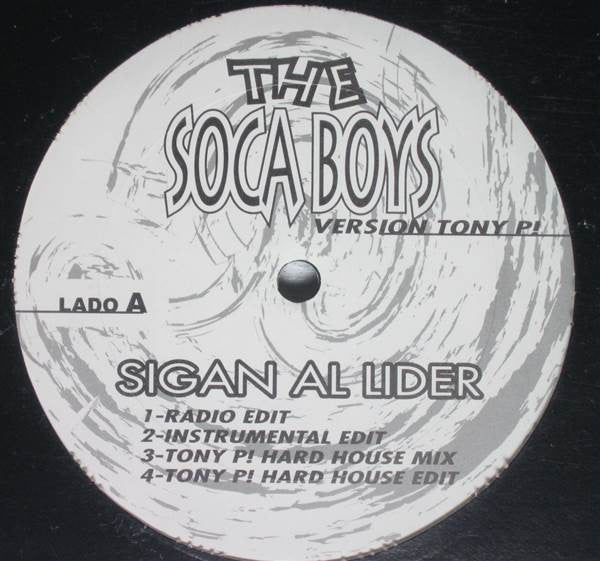 THE
SOCA BOYS
VERSION TONY P!
LADO A
SIGAN AL LIDER
1-RADIO EDIT
2-INSTRUMENTAL EDIT
3-TONY P! HARD HOUSE MIX
4-TONY P! HARD HOUSE EDIT